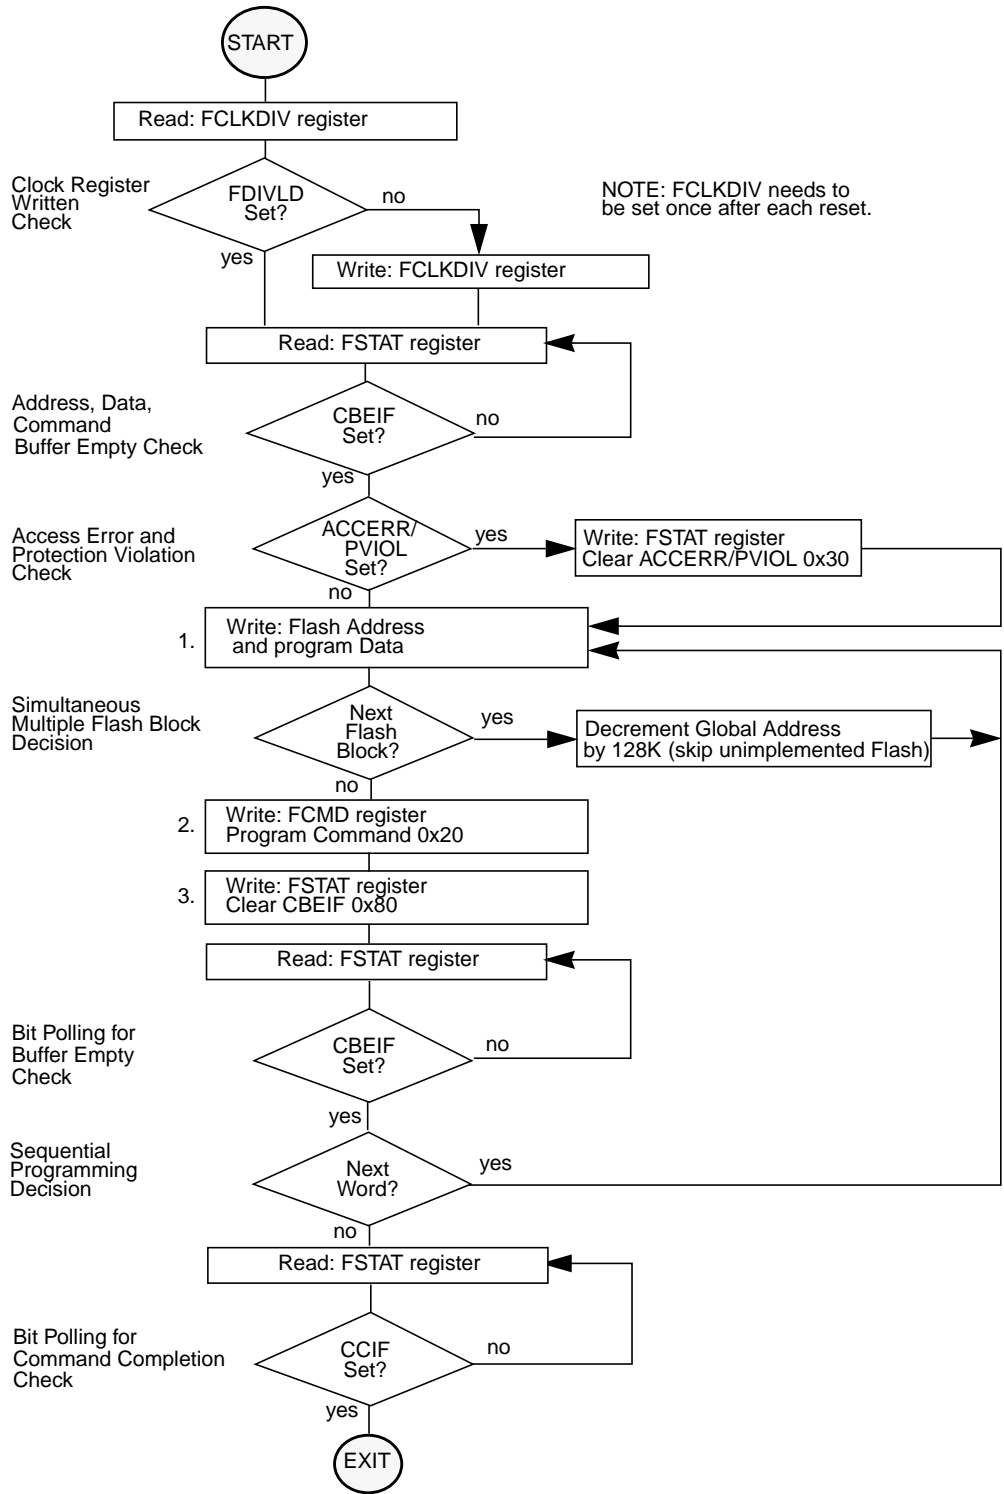 START
Read: FCLKDIV register
Clock Register
Written
Check
FDIVLD
Set?
no
yes
NOTE: FCLKDIV needs to
be set once after each reset.
Write: FCLKDIV register
Read: FSTAT register
Address, Data,
Command
Buffer Empty Check
CBEIF
Set?
no
yes
Access Error and
Protection Violation
Check
ACCERR/
PVIOL
Set?
yes
no
Write: FSTAT register
Clear ACCERR/PVIOL 0x30
1.
Write: Flash Address
and program Data
Simultaneous
Multiple Flash Block
Decision
Next
Flash
Block?
yes
no
Decrement Global Address
by 128K (skip unimplemented Flash)
2.
Write: FCMD register
Program Command 0x20
3.
Write: FSTAT register
Clear CBEIF 0x80
Read: FSTAT register
Bit Polling for
Buffer Empty
Check
CBEIF
Set?
no
yes
Sequential
Programming
Decision
Next
Word?
yes
no
Read: FSTAT register
Bit Polling for
Command Completion
Check
CCIF
Set?
no
yes
EXIT